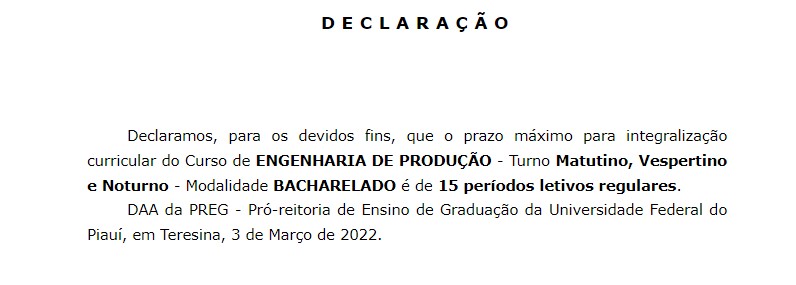 DECLARAÇÃO
Declaramos, para os devidos fins, que o prazo máximo para integralização
curricular do Curso de ENGENHARIA DE PRODUÇÃO - Turno Matutino, Vespertino
e Noturno - Modalidade BACHARELADO é de 15 períodos letivos regulares.
DAA da PREG - Pró-reitoria de Ensino de Graduação da Universidade Federal do
Piauí, em Teresina, 3 de Março de 2022.